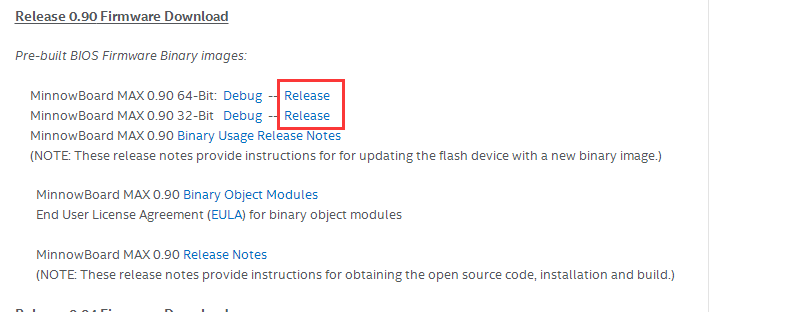 Release 0.90 Firmware Download
Pre-built BIOS Firmware Binary images:
MinnowBoard MAX 0.90 64-Bit: Debug -- Release
MinnowBoard MAX 0.90 32-Bit Debug -- Release
MinnowBoard MAX 0.90 Binary Usage Release Notes
(NOTE: These release notes provide instructions for for updating the flash device with a new binary image.)
MinnowBoard MAX 0.90 Binary Object Modules
End User License Agreement (EULA) for binary object modules
MinnowBoard MAX 0.90 Release Notes
(NOTE: These release notes provide instructions for obtaining the open source code, installation and build.)